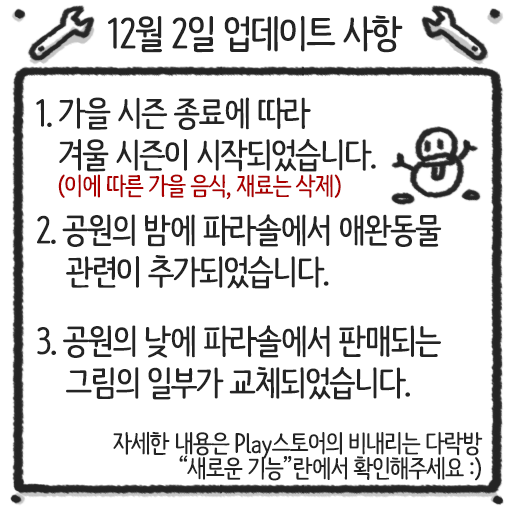 12월 2일 업데이트 사항
1. 가을 시즌 종료에 따라
겨울 시즌이 시작되었습니다.
(이에 따른 가을 음식, 재료는 삭제)
2. 공원의 밤에 파라솔에서 애완동물
관련이 추가되었습니다.
3. 공원의 낮에 파라솔에서 판매되는
그림의 일부가 교체되었습니다.
자세한 내용은 Play스토어의 비내리는 다락방
“새로운 기능”란에서 확인해주세요 :)